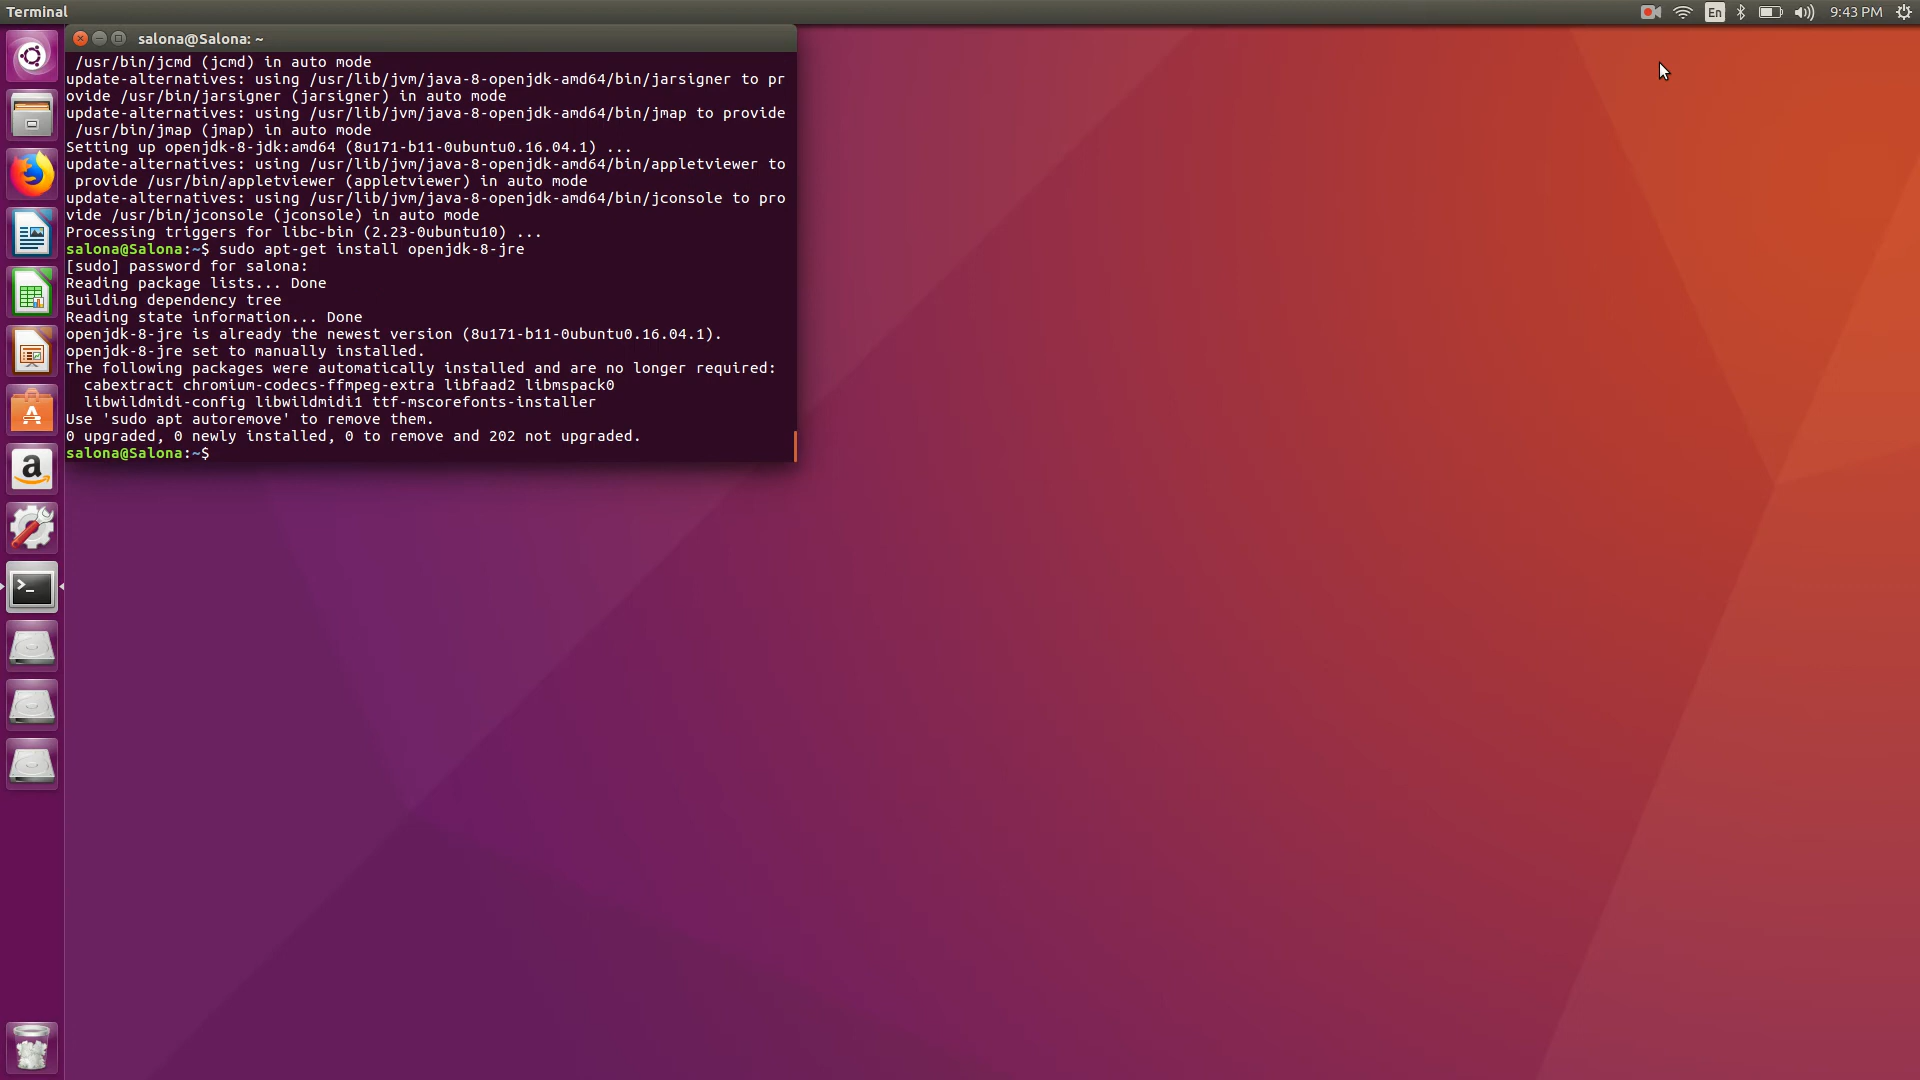 Terminal
En
9:43 PM
salona@Salona: ~
/usr/bin/jcmd (jcmd) in auto mode
update-alternatives: using /usr/lib/jvm/java-8-openjdk-amd64/bin/jarsigner to pr
ovide /usr/bin/jarsigner (jarsigner) in auto mode
update-alternatives: using /usr/lib/jvm/java-8-openjdk-amd64/bin/jmap to provide
/usr/bin/jmap (jmap) in auto mode
Setting up openjdk-8-jdk:amd64 (8u171-b11-0ubuntu0.16.04.1) ...
update-alternatives: using /usr/lib/jvm/java-8-openjdk-amd64/bin/appletviewer to
provide /usr/bin/appletviewer (appletviewer) in auto mode
update-alternatives: using /usr/lib/jvm/java-8-openjdk-amd64/bin/jconsole to pro
vide /usr/bin/jconsole (jconsole) in auto mode
Processing triggers for libc-bin (2.23-0ubuntu10) ...
salona@Salona:~$ sudo apt-get install openjdk-8-jre
[sudo] password for salona:
Reading package lists... Done
Building dependency tree
Reading state information... Done
openjdk-8-jre is already the newest version (8u171-b11-0ubuntu0.16.04.1).
openjdk-8-jre set to manually installed.
The following packages were automatically installed and are no longer required:
cabextract chromium-codecs-ffmpeg-extra libfaad2 libmspack0
libwildmidi-config libwildmidi1 ttf-mscorefonts-installer
Use 'sudo apt autoremove' to remove them.
0 upgraded, 0 newly installed, 0 to remove and 202 not upgraded.
salona@Salona:~$